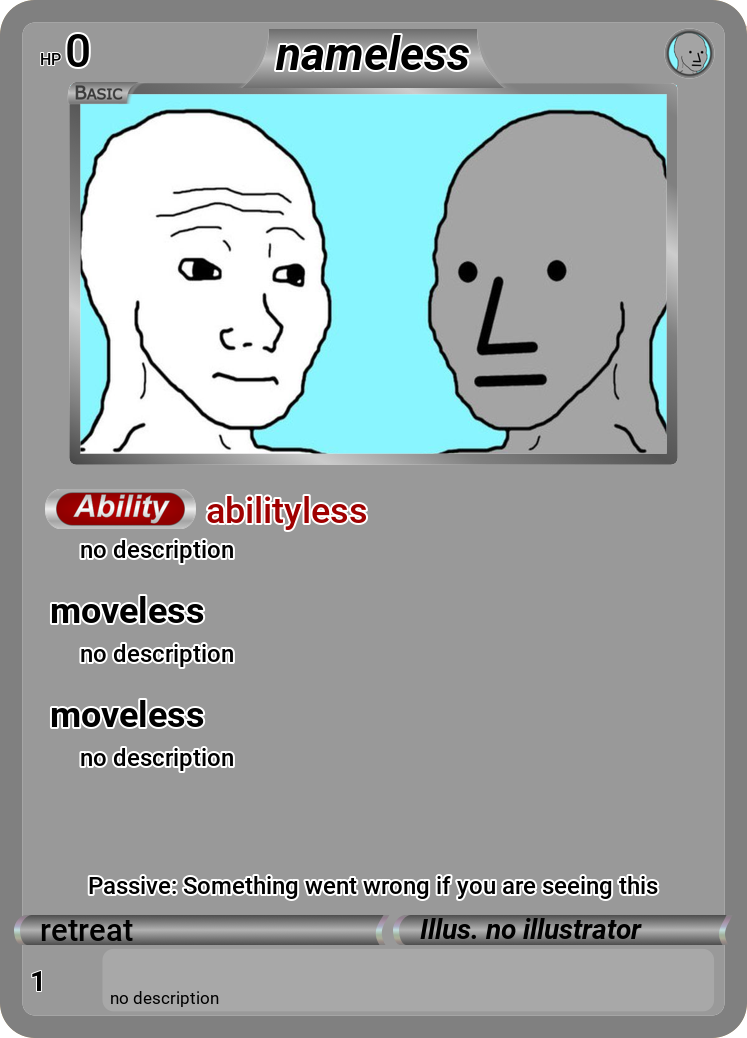 HP 0
nameless
BASIC
Ability abilityless
no description
moveless
no description
moveless
no description
Passive: Something went wrong if you are seeing this
retreat
Illus. no illustrator
1
no description